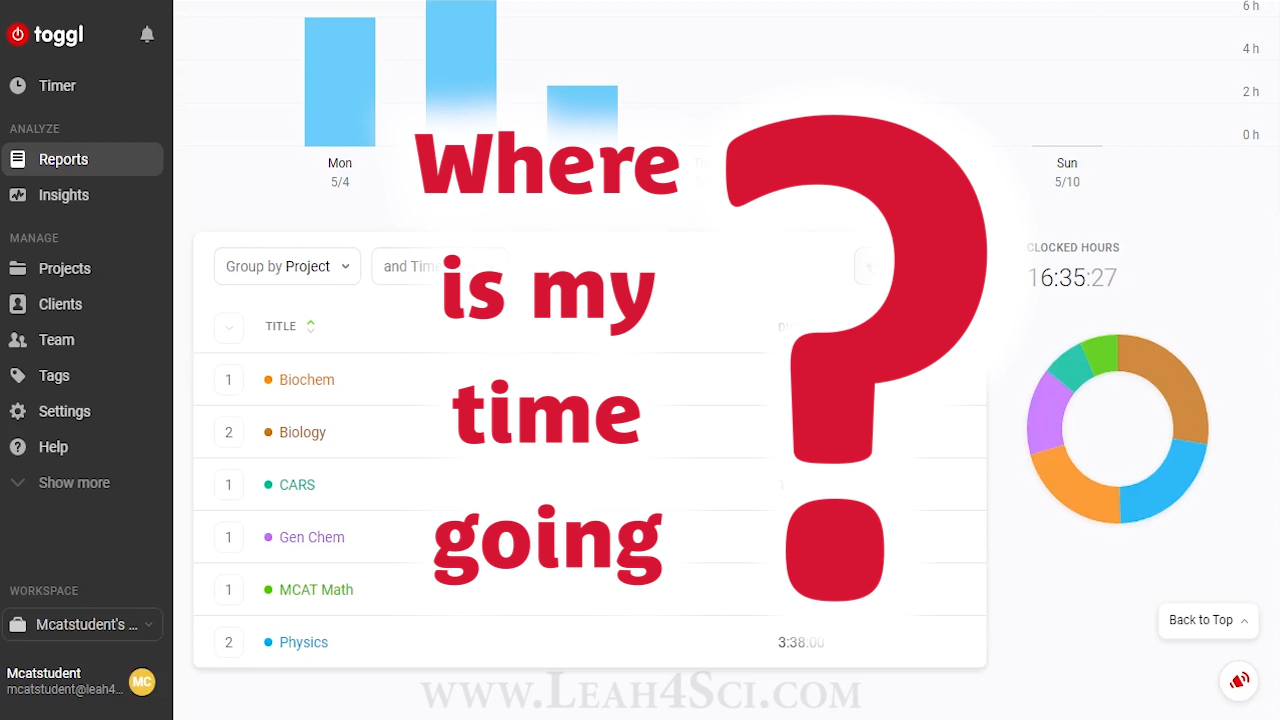 toggl
Timer
ANALYZE
Reports
Insights
MANAGE
Projects
Clients
Team
Tags
Settings
Help
Show more
WORKSPACE
Mcatstudent's ...
Mcatstudent
mcatstudent@leah4...
MC
6 h
4 h
2 h
0 h
Mon
5/4
Sun
5/10
Where
is my
time
going
?
Group by Project
and Time
TITLE
1 Biochem
2 Biology
1 CARS
1 Gen Chem
1 MCAT Math
2 Physics 3:38:00
CLOCKED HOURS
16:35:27
Back to Top
www.Leah4Sci.com